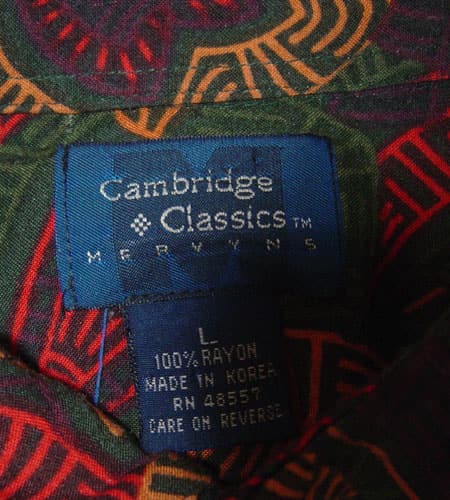 Cambridge
Classics™
MERVYNS
L
100% RAYON
MADE IN KOREA
RN 48557
CARE ON REVERSE